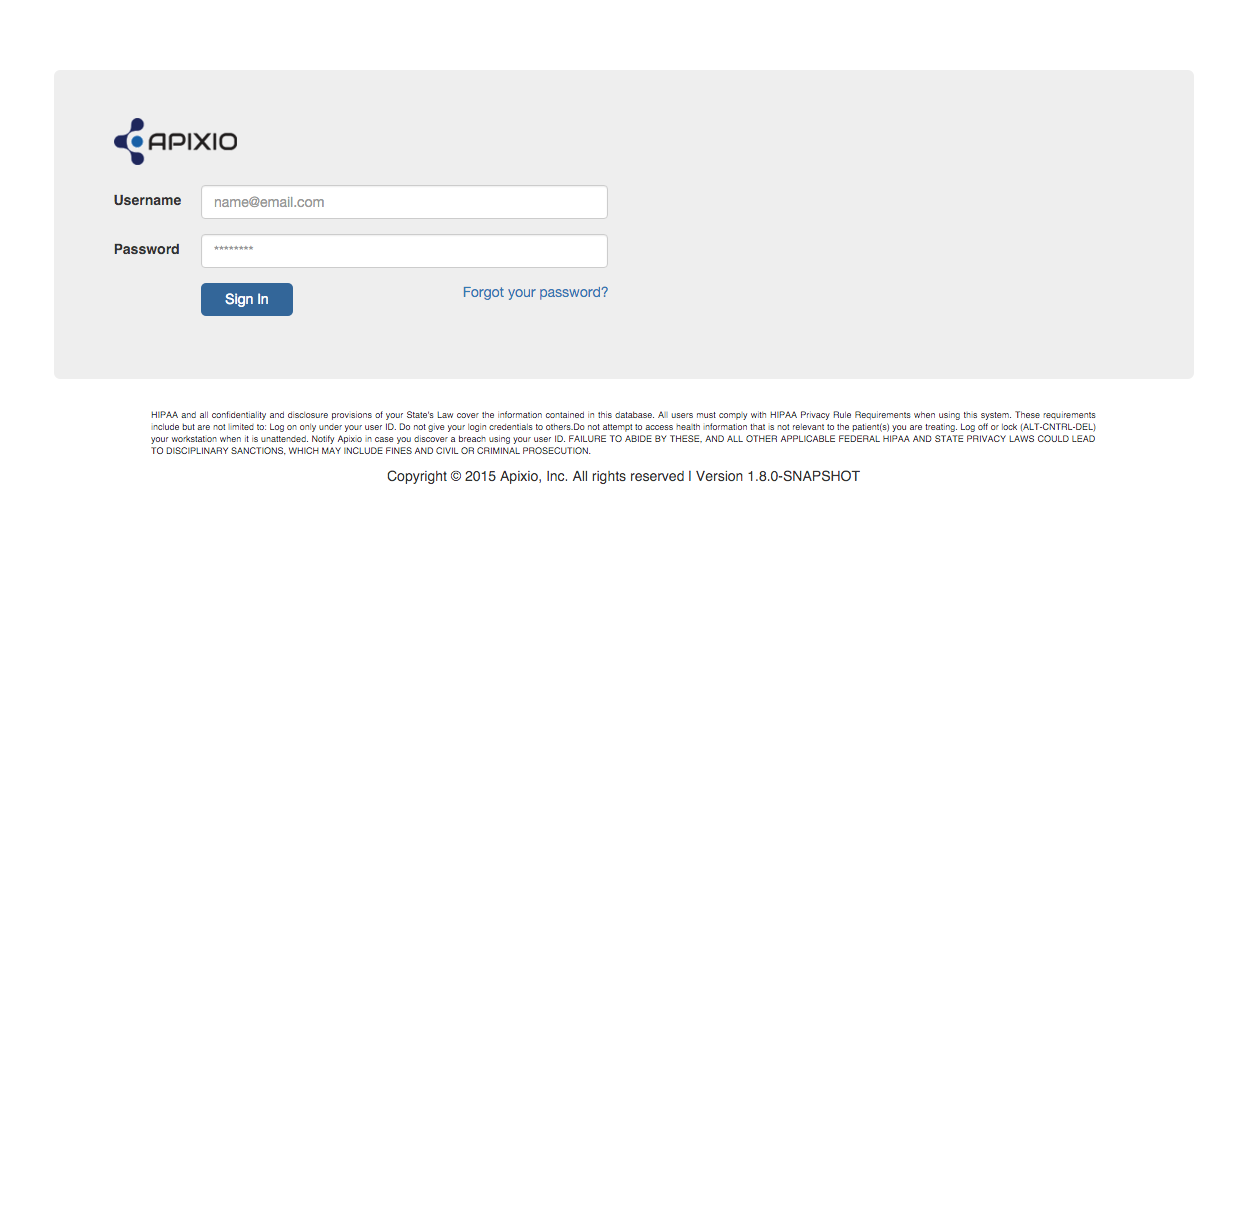 APIXIO
Username name@email.com
Password ********
Sign In Forgot your password?
HIPAA and all confidentiality and disclosure provisions of your State's Law cover the information contained in this database. All users must comply with HIPAA Privacy Rule Requirements when using this system. These requirements
include but are not limited to: Log on only under your user ID. Do not give your login credentials to others.Do not attempt to access health information that is not relevant to the patient(s) you are treating. Log off or lock (ALT-CNTRL-DEL)
your workstation when it is unattended. Notify Apixio in case you discover a breach using your user ID. FAILURE TO ABIDE BY THESE, AND ALL OTHER APPLICABLE FEDERAL HIPAA AND STATE PRIVACY LAWS COULD LEAD
TO DISCIPLINARY SANCTIONS, WHICH MAY INCLUDE FINES AND CIVIL OR CRIMINAL PROSECUTION.
Copyright © 2015 Apixio, Inc. All rights reserved | Version 1.8.0-SNAPSHOT